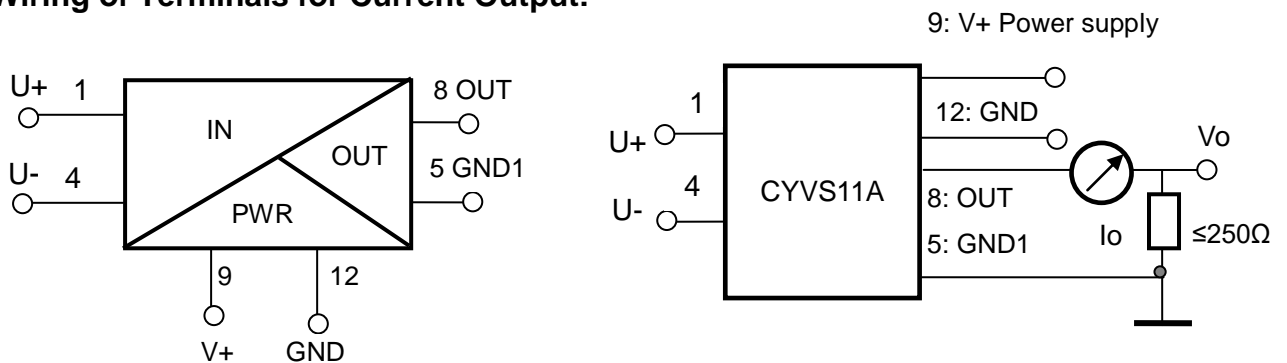 Wiring of Terminals for Current Output:
U+ 1
IN
8 OUT
U- 4
OUT
5 GND1
PWR
9
12
V+
GND
9: V+ Power supply
1
U+
12: GND
Vo
4
U-
CYVS11A
8: OUT
Io
≤250Ω
5: GND1